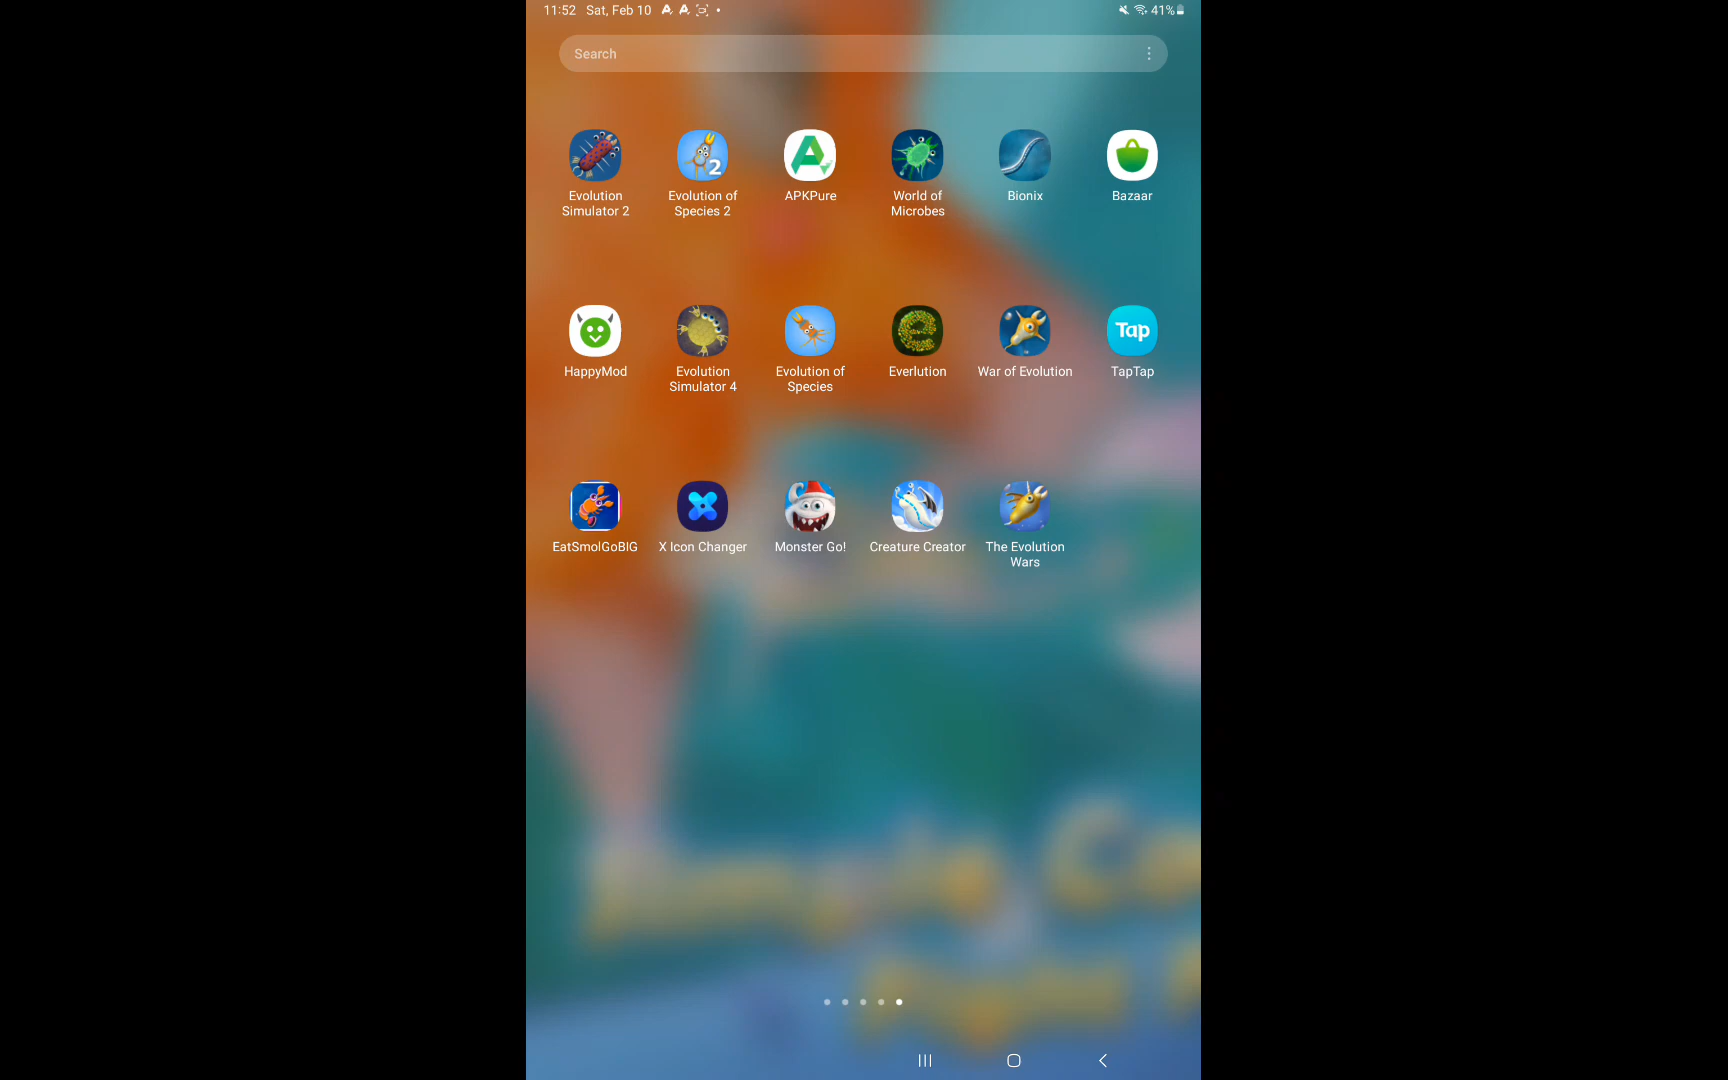 11:52 Sat, Feb 10 41%
Search
2
Evolution Simulator 2
Evolution of Species 2
APKPure
World of Microbes
Bionix
Bazaar
Tap
HappyMod
Evolution Simulator 4
Evolution of Species
Everlution
War of Evolution
TapTap
EatSmolGoBIG
X Icon Changer
Monster Go!
Creature Creator
The Evolution Wars